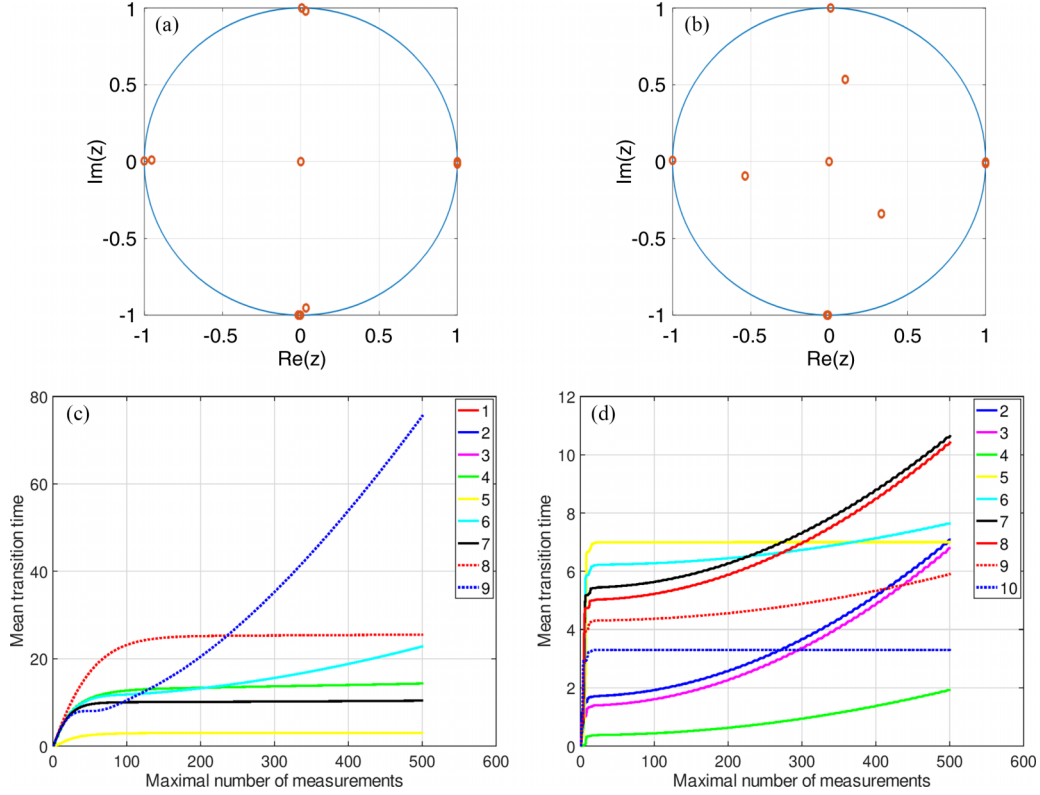 (a)
1
0.5
0
-0.5
-1
Im(z)
-1 -0.5 0 0.5 1
Re(z)
(b)
1
0.5
0
-0.5
-1
Im(z)
-1 -0.5 0 0.5 1
Re(z)
(c)
80
60
40
20
0
Mean transition time
0 100 200 300 400 500 600
Maximal number of measurements
1
2
3
4
5
6
7
8
9
(d)
12
10
8
6
4
2
0
Mean transition time
0 100 200 300 400 500 600
Maximal number of measurements
2
3
4
5
6
7
8
9
10